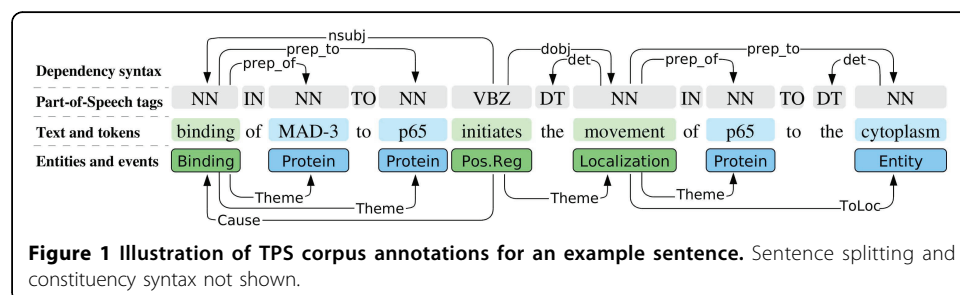 nsubj
prep_to
prep_of
dobj
det
prep_to
prep_of
det
Dependency syntax
Part-of-Speech tags NN IN NN TO NN VBZ DT NN IN NN TO DT NN
Text and tokens binding of MAD-3 to p65 initiates the movement of p65 to the cytoplasm
Entities and events Binding Protein Protein Pos.Reg Localization Protein Entity
Theme Theme Theme Theme
Cause ToLoc
Figure 1 Illustration of TPS corpus annotations for an example sentence. Sentence splitting and
constituency syntax not shown.